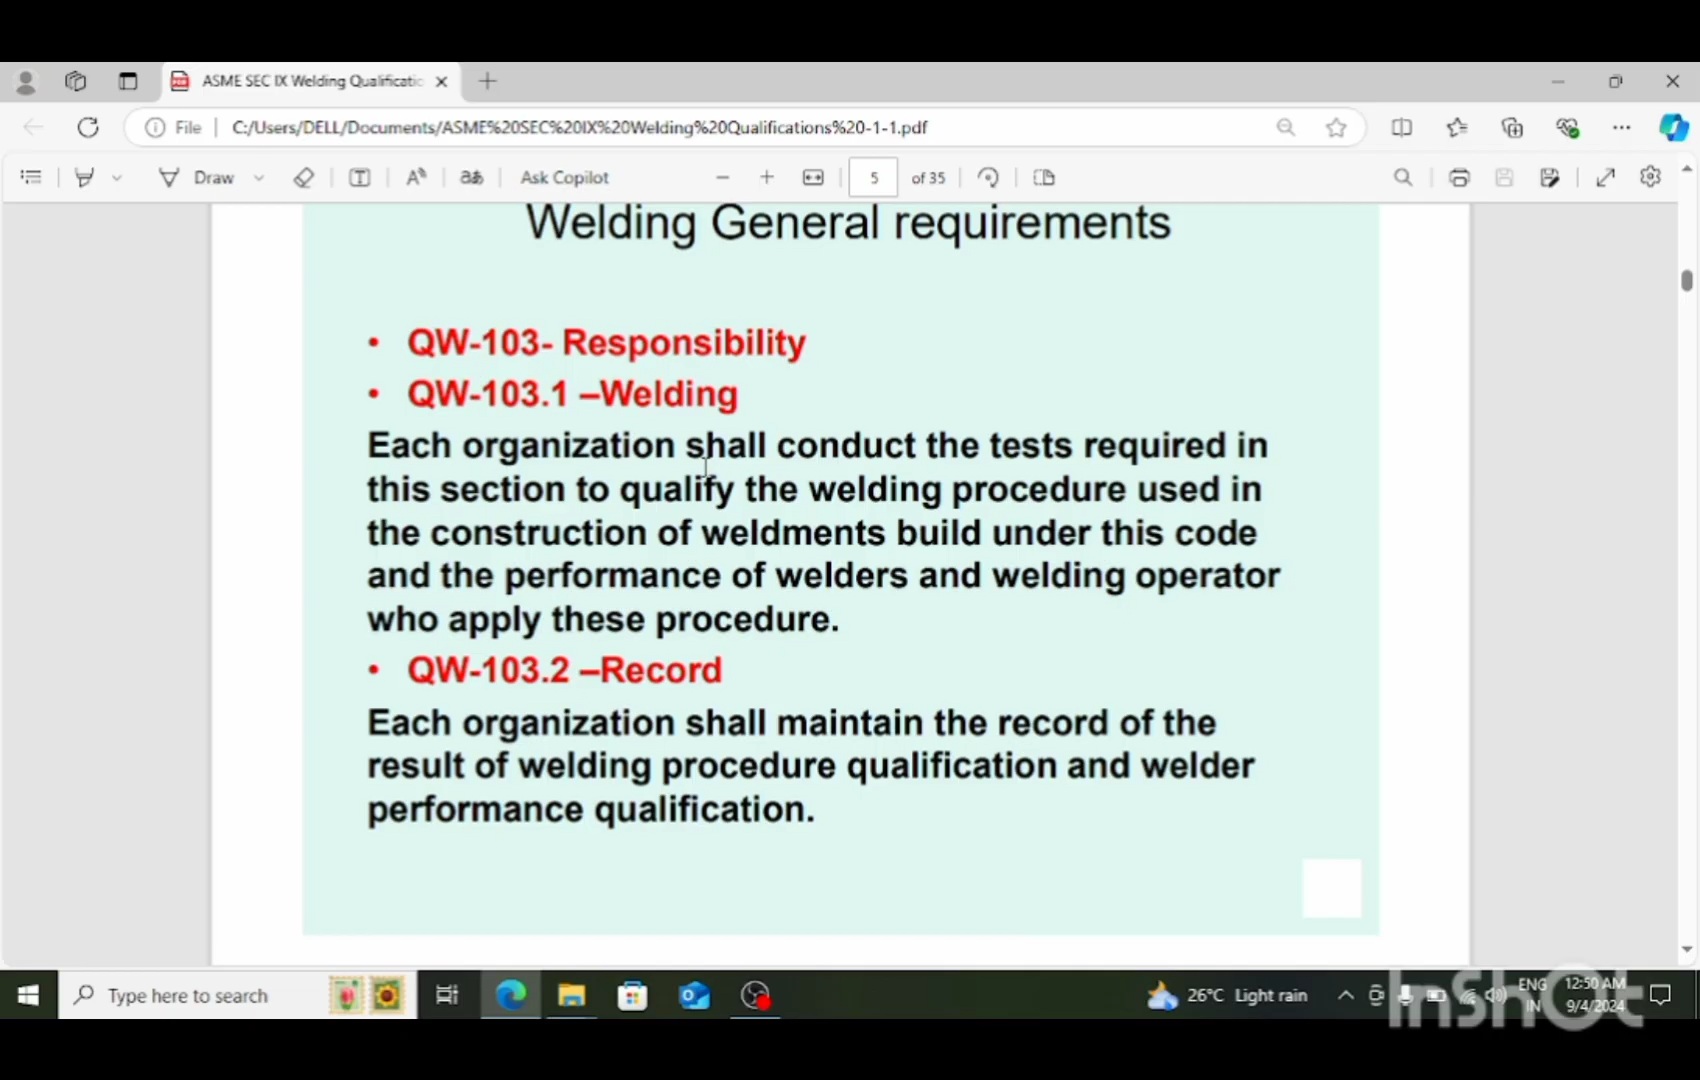 ASME SEC IX Welding Qualificatio
File
C:/Users/DELL/Documents/ASME%20SEC%20IX%20Welding%20Qualifications%20-1-1.pdf
Draw
aあ
Ask Copilot
5 of 35
Welding General requirements
• QW-103- Responsibility
• QW-103.1 –Welding
Each organization shall conduct the tests required in
this section to qualify the welding procedure used in
the construction of weldments build under this code
and the performance of welders and welding operator
who apply these procedure.
• QW-103.2 –Record
Each organization shall maintain the record of the
result of welding procedure qualification and welder
performance qualification.
Type here to search
26°C Light rain
ENG
IN
12:50 AM
9/4/2024
InShOt